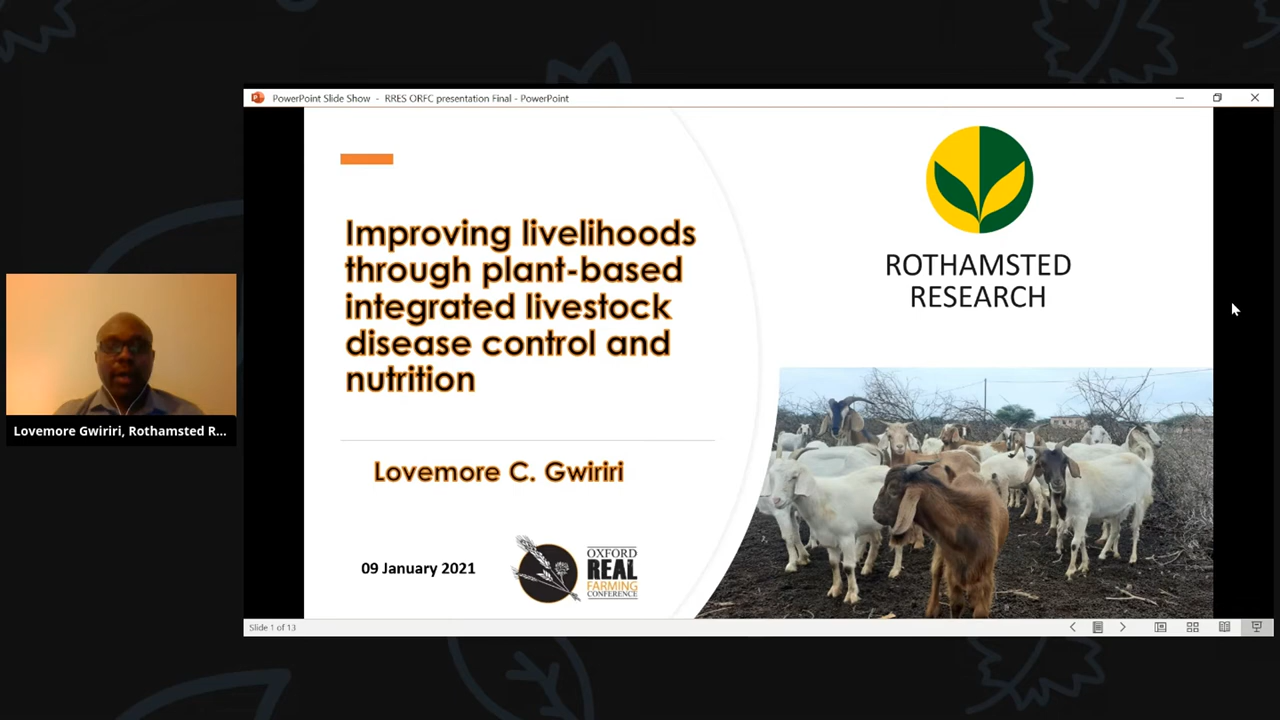 PowerPoint Slide Show - RRES ORFC presentation Final - PowerPoint
Improving livelihoods
through plant-based
integrated livestock
disease control and
nutrition
Lovemore C. Gwiriri
09 January 2021
OXFORD
REAL
FARMING
CONFERENCE
ROTHAMSTED
RESEARCH
Lovemore Gwiriri, Rothamsted R...
Slide 1 of 13